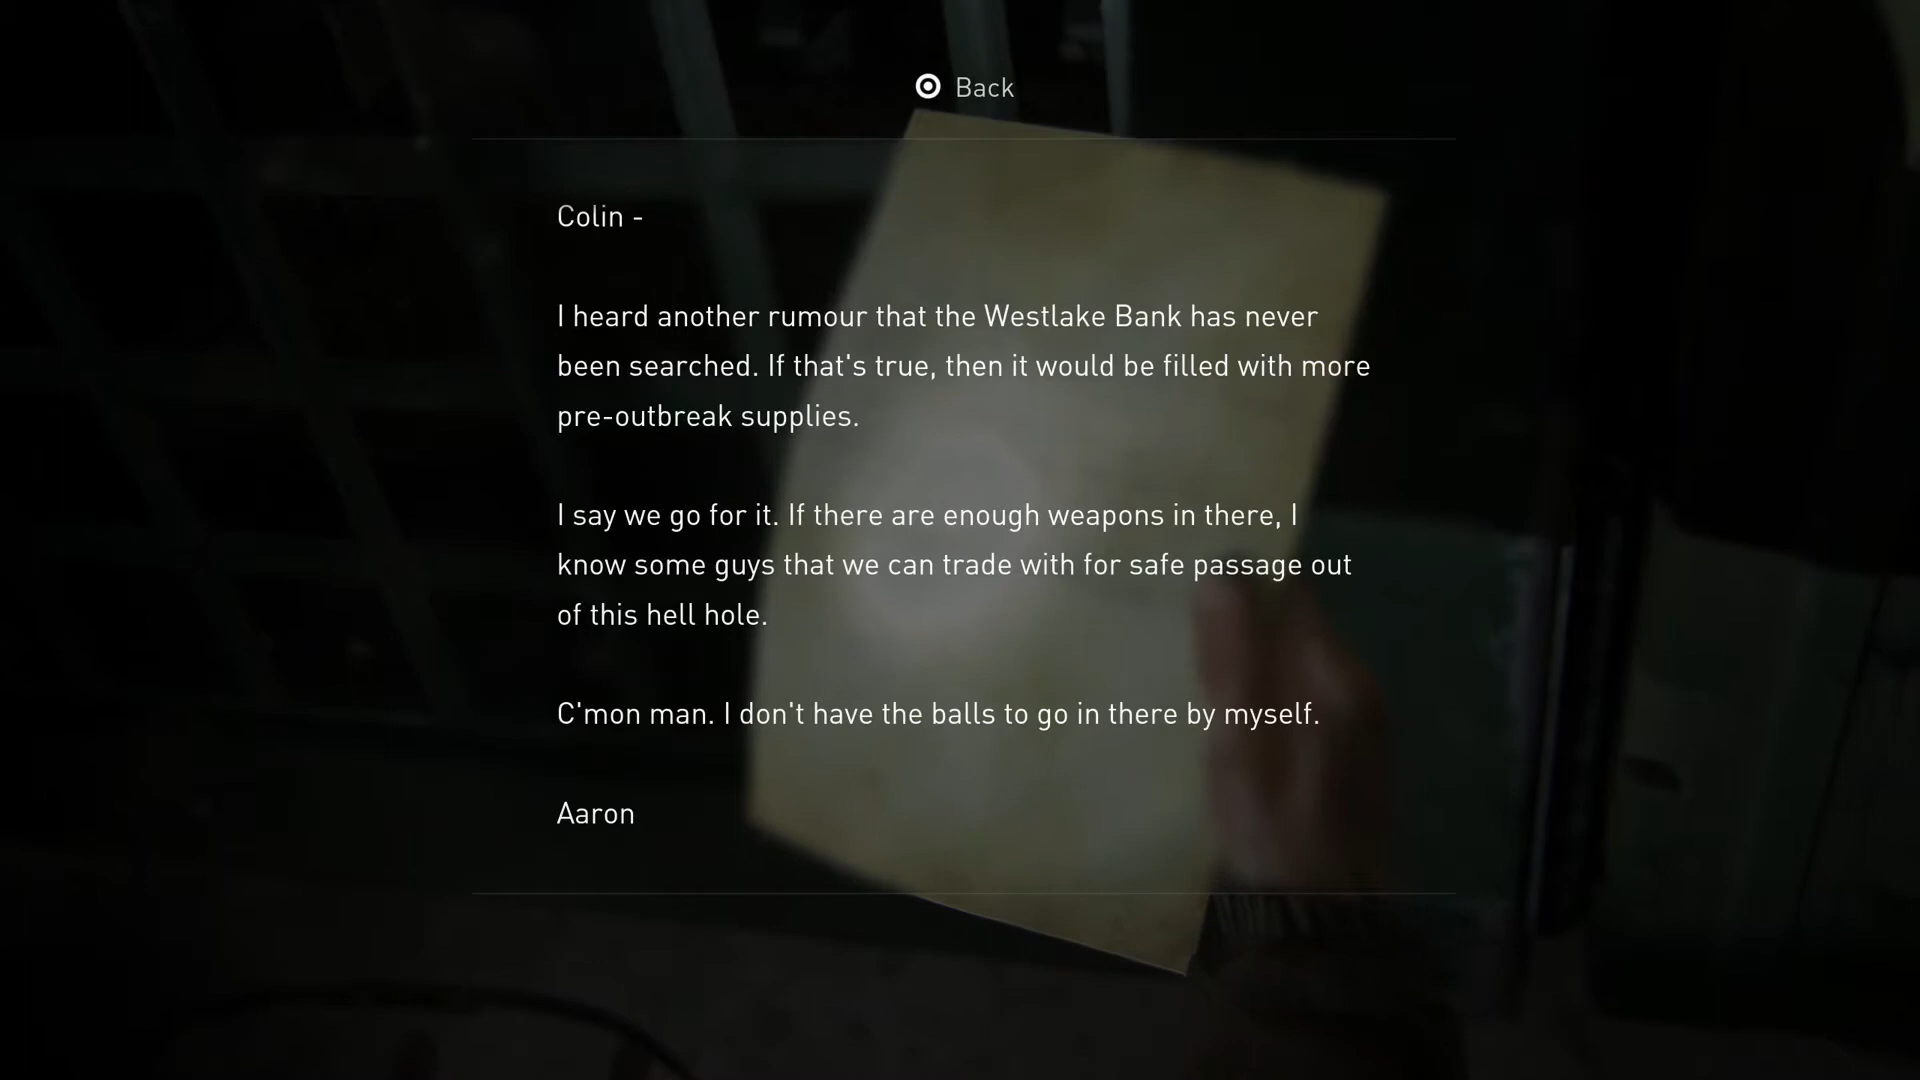 Back
Colin -
I heard another rumour that the Westlake Bank has never
been searched. If that's true, then it would be filled with more
pre-outbreak supplies.
I say we go for it. If there are enough weapons in there, I
know some guys that we can trade with for safe passage out
of this hell hole.
C'mon man. I don't have the balls to go in there by myself.
Aaron